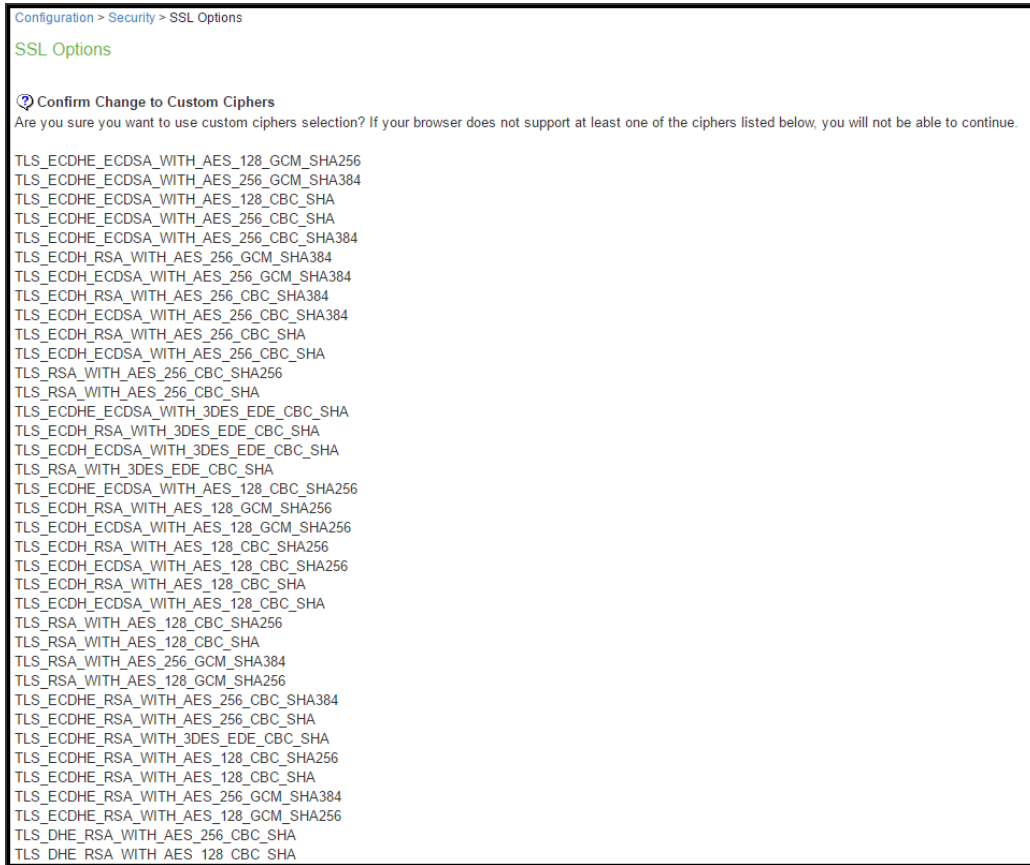 Configuration > Security > SSL Options
SSL Options
Confirm Change to Custom Ciphers
Are you sure you want to use custom ciphers selection? If your browser does not support at least one of the ciphers listed below, you will not be able to continue.
TLS_ECDHE_ECDSA_WITH_AES_128_GCM_SHA256
TLS_ECDHE_ECDSA_WITH_AES_256_GCM_SHA384
TLS_ECDHE_ECDSA_WITH_AES_128_CBC_SHA
TLS_ECDHE_ECDSA_WITH_AES_256_CBC_SHA
TLS_ECDHE_ECDSA_WITH_AES_256_CBC_SHA384
TLS_ECDH_RSA_WITH_AES_256_GCM_SHA384
TLS_ECDH_ECDSA_WITH_AES_256_GCM_SHA384
TLS_ECDH_RSA_WITH_AES_256_CBC_SHA384
TLS_ECDH_ECDSA_WITH_AES_256_CBC_SHA384
TLS_ECDH_RSA_WITH_AES_256_CBC_SHA
TLS_ECDH_ECDSA_WITH_AES_256_CBC_SHA
TLS_RSA_WITH_AES_256_CBC_SHA256
TLS_RSA_WITH_AES_256_CBC_SHA
TLS_ECDHE_ECDSA_WITH_3DES_EDE_CBC_SHA
TLS_ECDH_RSA_WITH_3DES_EDE_CBC_SHA
TLS_ECDH_ECDSA_WITH_3DES_EDE_CBC_SHA
TLS_RSA_WITH_3DES_EDE_CBC_SHA
TLS_ECDHE_ECDSA_WITH_AES_128_CBC_SHA256
TLS_ECDH_RSA_WITH_AES_128_GCM_SHA256
TLS_ECDH_ECDSA_WITH_AES_128_GCM_SHA256
TLS_ECDH_RSA_WITH_AES_128_CBC_SHA256
TLS_ECDH_ECDSA_WITH_AES_128_CBC_SHA256
TLS_ECDH_RSA_WITH_AES_128_CBC_SHA
TLS_ECDH_ECDSA_WITH_AES_128_CBC_SHA
TLS_RSA_WITH_AES_128_CBC_SHA256
TLS_RSA_WITH_AES_128_CBC_SHA
TLS_RSA_WITH_AES_256_GCM_SHA384
TLS_RSA_WITH_AES_128_GCM_SHA256
TLS_ECDHE_RSA_WITH_AES_256_CBC_SHA384
TLS_ECDHE_RSA_WITH_AES_256_CBC_SHA
TLS_ECDHE_RSA_WITH_3DES_EDE_CBC_SHA
TLS_ECDHE_RSA_WITH_AES_128_CBC_SHA256
TLS_ECDHE_RSA_WITH_AES_128_CBC_SHA
TLS_ECDHE_RSA_WITH_AES_256_GCM_SHA384
TLS_ECDHE_RSA_WITH_AES_128_GCM_SHA256
TLS_DHE_RSA_WITH_AES_256_CBC_SHA
TLS_DHE_RSA_WITH_AES_128_CBC_SHA